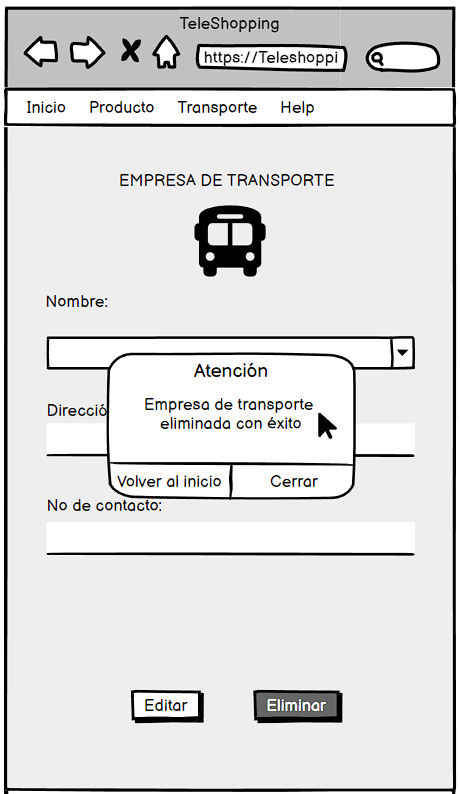 TeleShopping
https://Teleshoppi
Inicio Producto Transporte Help
EMPRESA DE TRANSPORTE
Nombre:
Atención
Empresa de transporte
eliminada con éxito
Volver al inicio Cerrar
Direcció
No de contacto:
Editar Eliminar